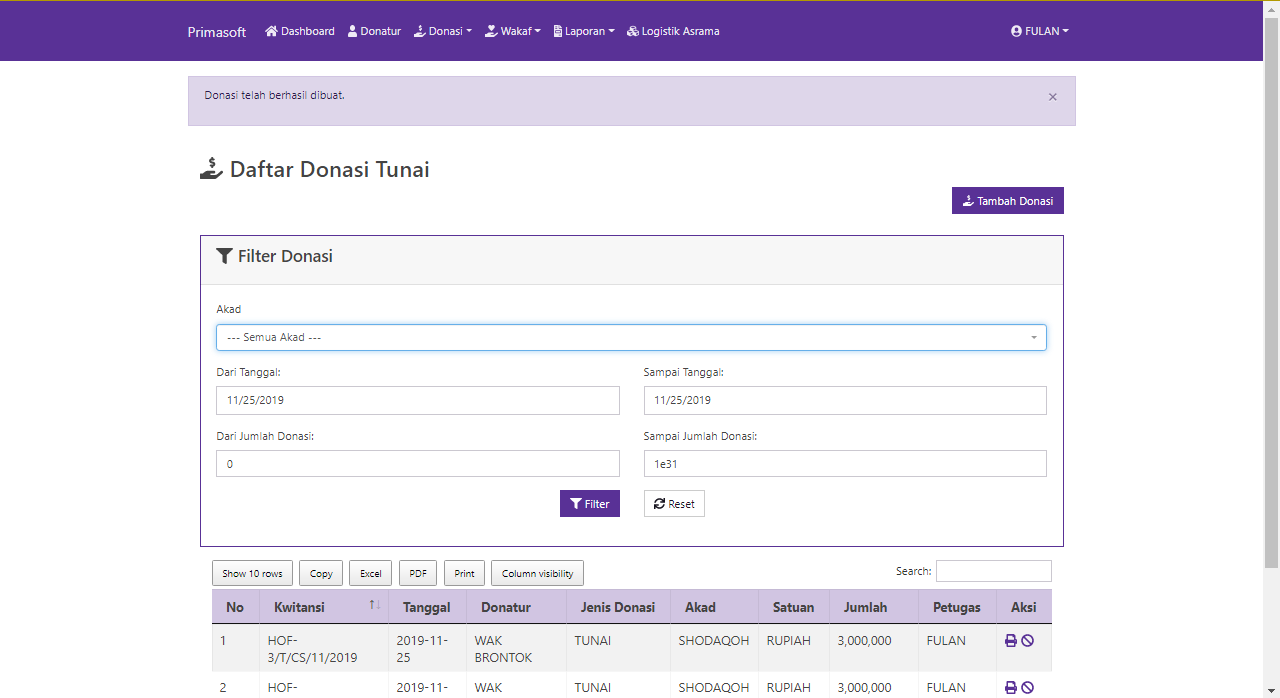 Primasoft Dashboard Donatur Donasi Wakaf Laporan Logistik Asrama FULAN
Donasi telah berhasil dibuat. ×
Daftar Donasi Tunai
Tambah Donasi
Filter Donasi
Akad
--- Semua Akad ---
Dari Tanggal: Sampai Tanggal:
11/25/2019 11/25/2019
Dari Jumlah Donasi: Sampai Jumlah Donasi:
0 1e31
Filter Reset
Show 10 rows Copy Excel PDF Print Column visibility Search:
No Kwitansi Tanggal Donatur Jenis Donasi Akad Satuan Jumlah Petugas Aksi
1 HOF- 2019-11- WAK TUNAI SHODAQOH RUPIAH 3,000,000 FULAN
3/T/CS/11/2019 25 BRONTOK
2 HOF- 2019-11- WAK TUNAI SHODAQOH RUPIAH 3,000,000 FULAN